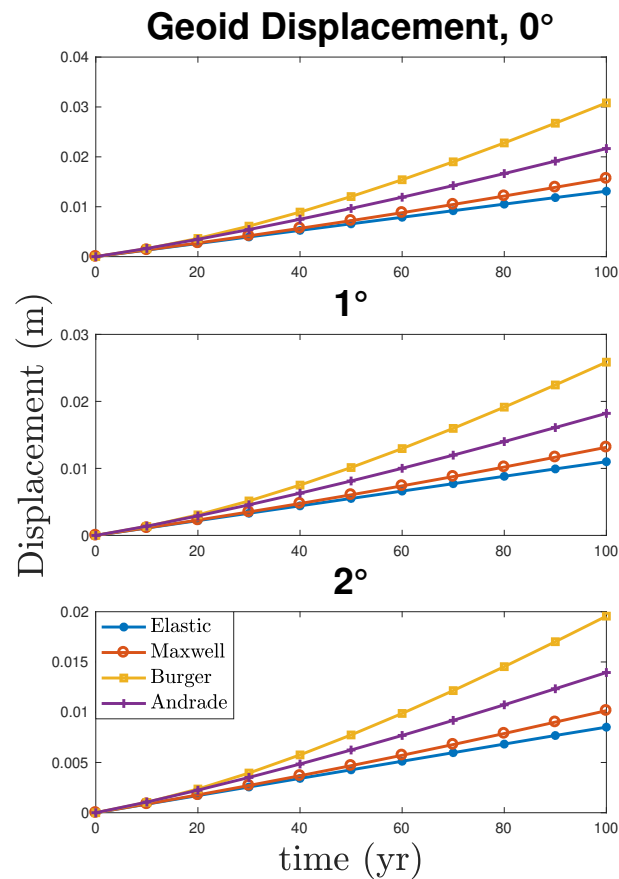 Geoid Displacement, 0°
0.04
0.03
0.02
0.01
0
0 20 40 60 80 100
1°
Displacement (m)
0.03
0.02
0.01
0
0 20 40 60 80 100
2°
0.02
0.015
0.01
0.005
0
Elastic
Maxwell
Burger
Andrade
0 20 40 60 80 100
time (yr)